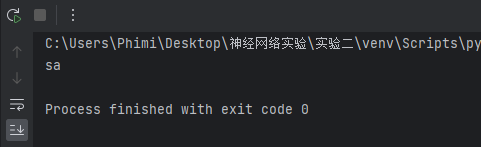 C:\Users\Phimi\Desktop\神经网络实验\实验二\venv\Scripts\py
sa
Process finished with exit code 0